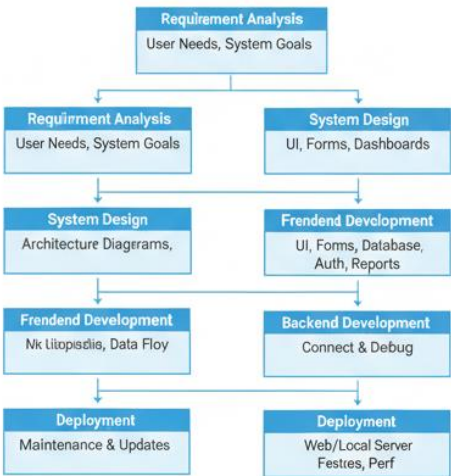 Requirement Analysis
User Needs, System Goals
Requirment Analysis
User Needs, System Goals
System Design
UI, Forms, Dashboards
System Design
Architecture Diagrams,
Frendend Development
UI, Forms, Database,
Auth, Reports
Frendend Development
Data Floy
Backend Development
Connect & Debug
Deployment
Maintenance & Updates
Deployment
Web/Local Server
Festres, Perf